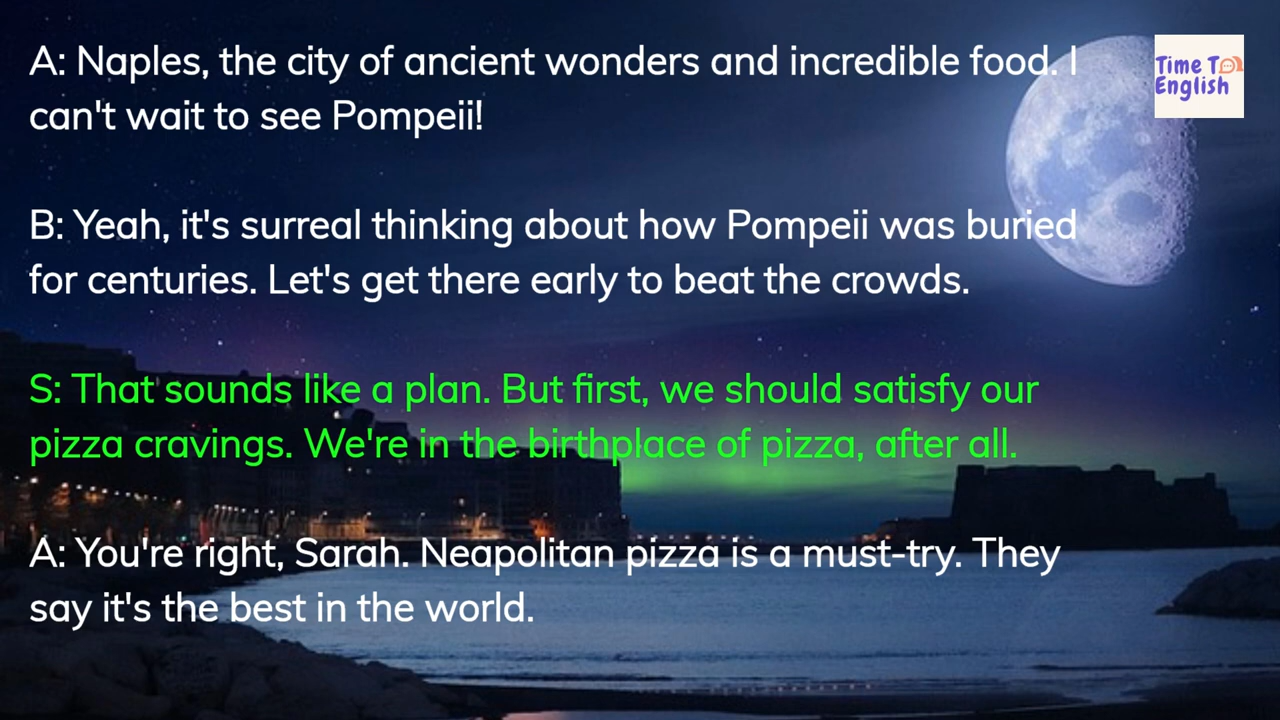 A: Naples, the city of ancient wonders and incredible food. I
can't wait to see Pompeii!
Time To
English
B: Yeah, it's surreal thinking about how Pompeii was buried
for centuries. Let's get there early to beat the crowds.
S: That sounds like a plan. But first, we should satisfy our
pizza cravings. We're in the birthplace of pizza, after all.
A: You're right, Sarah. Neapolitan pizza is a must-try. They
say it's the best in the world.